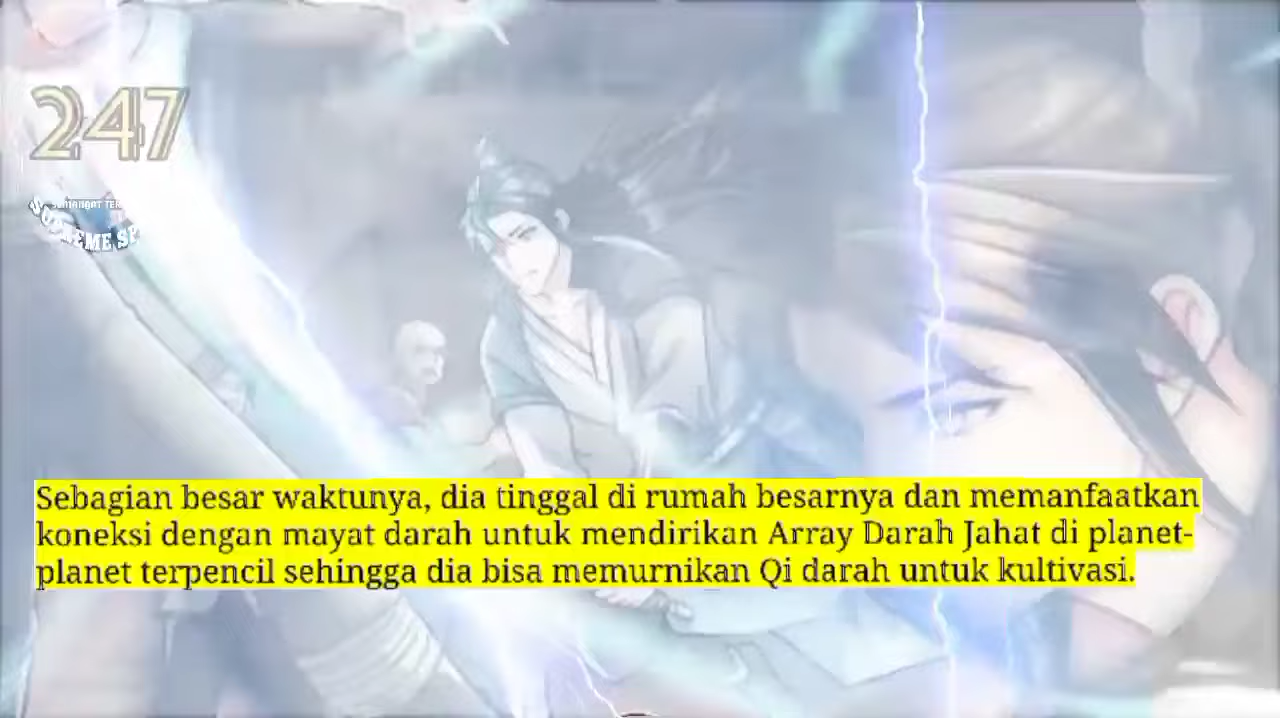 247
Sebagian besar waktunya, dia tinggal di rumah besarnya dan memanfaatkan
koneksi dengan mayat darah untuk mendirikan Array Darah Jahat di planet-
planet terpencil sehingga dia bisa memurnikan Qi darah untuk kultivasi.